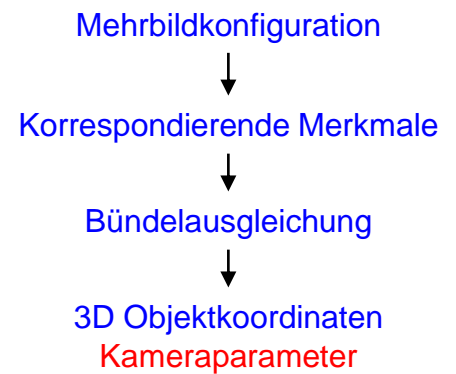 Mehrbildkonfiguration
Korrespondierende Merkmale
Bündelausgleichung
3D Objektkoordinaten
Kameraparameter